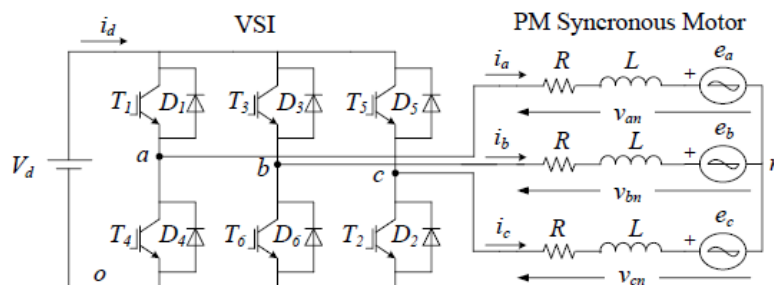 VSI
PM Syncronous Motor
i_d
i_a
R
L
+
e_a
T_1
D_1
T_3
D_3
T_5
D_5
v_an
a
i_b
R
L
+
e_b
V_d
b
c
v_bn
i_c
R
L
+
e_c
T_4
D_4
T_6
D_6
T_2
D_2
v_cn
o